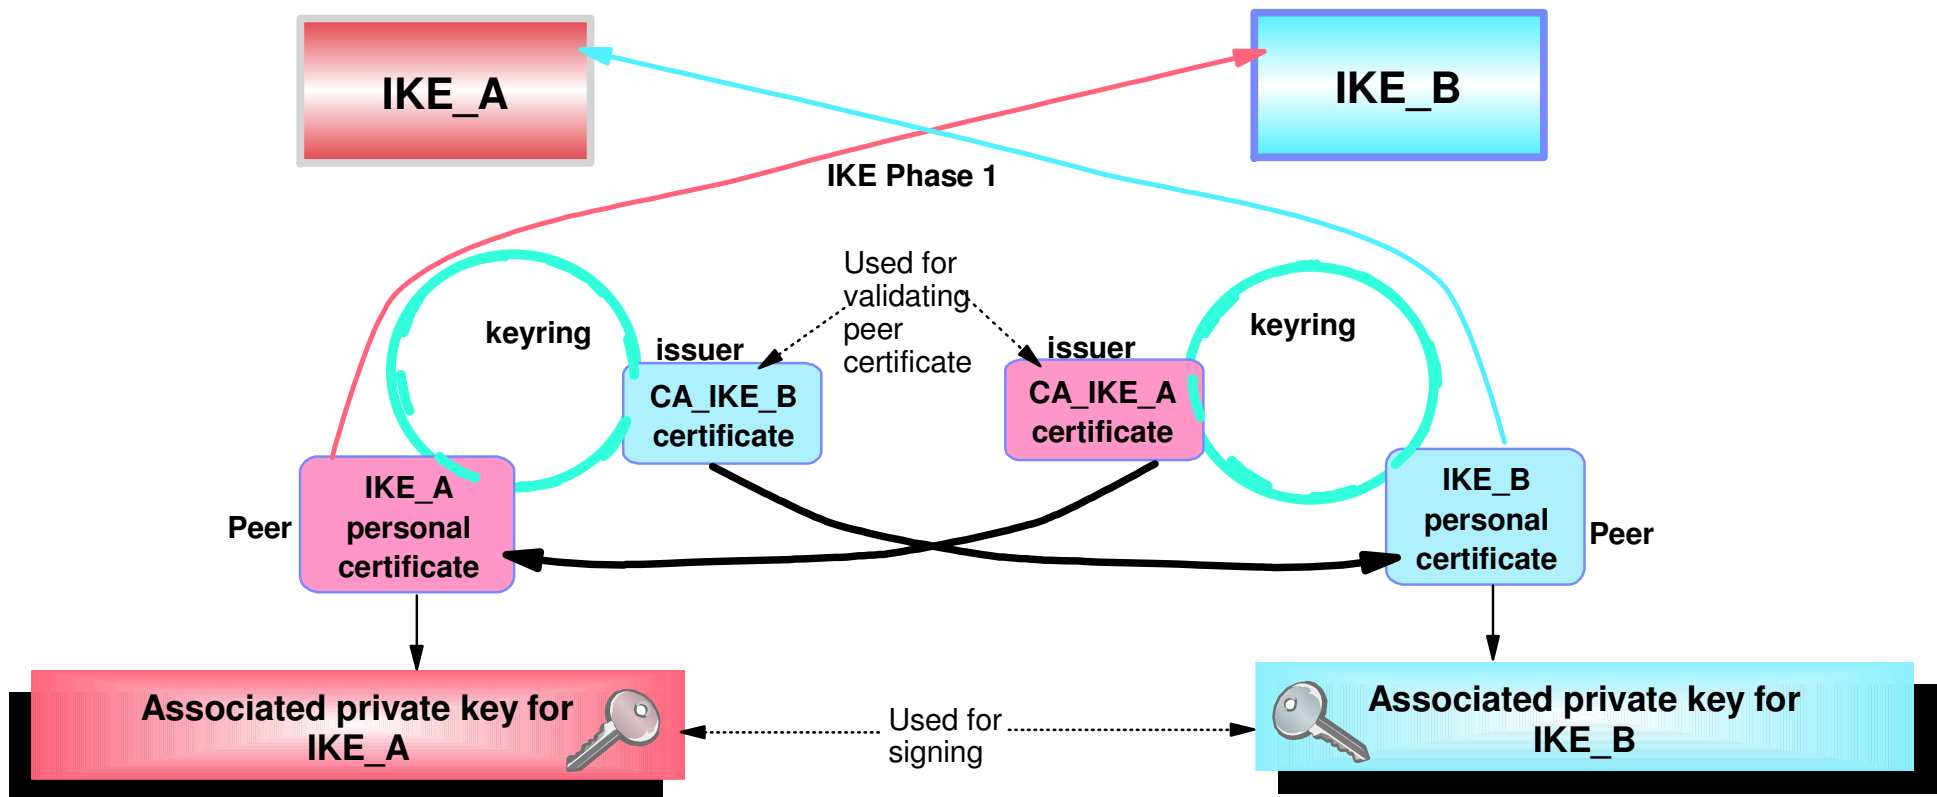 IKE_A
IKE_B
IKE Phase 1
Used for
validating
peer
certificate
keyring
keyring
issuer
issuer
CA_IKE_B
certificate
CA_IKE_A
certificate
IKE_A
personal
certificate
Peer
IKE_B
personal
certificate
Peer
Associated private key for
IKE_A
Used for
signing
Associated private key for
IKE_B